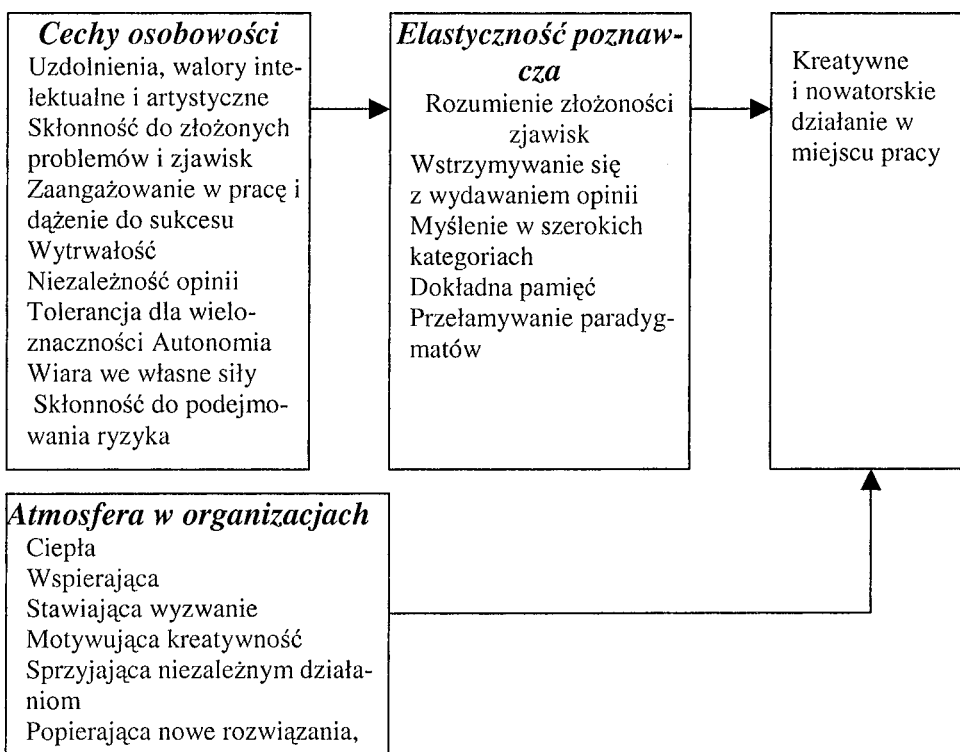 Cechy osobowości
Uzdolnienia, walory inte-
lektualne i artystyczne
Skłonność do złożonych
problemów i zjawisk
Zaangażowanie w pracę i
dążenie do sukcesu
Wytrwałość
Niezależność opinii
Tolerancja dla wielo-
znaczności Autonomia
Wiara we własne siły
Skłonność do podejmo-
wania ryzyka
Elastyczność poznaw-
cza
Rozumienie złożoności
zjawisk
Wstrzymywanie się
z wydawaniem opinii
Myślenie w szerokich
kategoriach
Dokładna pamięć
Przełamywanie paradyg-
matów
Kreatywne
i nowatorskie
działanie w
miejscu pracy
Atmosfera w organizacjach
Ciepła
Wspierająca
Stawiająca wyzwanie
Motywująca kreatywność
Sprzyjająca niezależnym działa-
niom
Popierająca nowe rozwiązania,